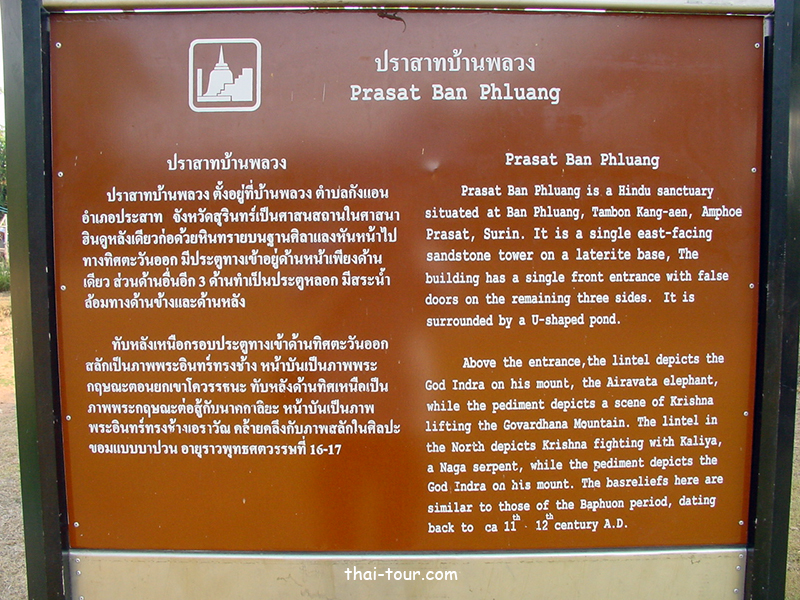 ปราสาทบ้านพลวง
Prasat Ban Phluang
ปราสาทบ้านพลวง
ปราสาทบ้านพลวง ตั้งอยู่ที่บ้านพลวง ตำบลกังแอน
อำเภอประสาท จังหวัดสุรินทร์เป็นศาสนสถานในศาสนา
ฮินดูหลังเดียวก่อด้วยหินทรายบนฐานศิลาแลงหันหน้าไป
ทางทิศตะวันออก มีประตูทางเข้าอยู่ด้านหน้าเพียงด้าน
เดียว ส่วนด้านอื่นอีก 3 ด้านทำเป็นประตูหลอก มีสระน้ำ
ล้อมทางด้านข้างและด้านหลัง
ทับหลังเหนือกรอบประตูทางเข้าด้านทิศตะวันออก
สลักเป็นภาพพระอินทร์ทรงช้าง หน้าบันเป็นภาพพระ
กฤษณะตอนยกเขาโควรรธนะ ทับหลังด้านทิศเหนือเป็น
ภาพพระกฤษณะต่อสู้กับนาคกาลิยะ หน้าบันเป็นภาพ
พระอินทร์ทรงช้างเอราวัณ คล้ายคลึงกับภาพสลักในศิลปะ
ขอมแบบบาปวน อายุราวพุทธศตวรรษที่ 16-17
Prasat Ban Phluang
Prasat Ban Phluang is a Hindu sanctuary
situated at Ban Phluang, Tambon Kang-aen, Amphoe
Prasat, Surin. It is a single east-facing
sandstone tower on a laterite base, The
building has a single front entrance with false
doors on the remaining three sides. It is
surrounded by a U-shaped pond.
Above the entrance,the lintel depicts the
God Indra on his mount, the Airavata elephant,
while the pediment depicts a scene of Krishna
lifting the Govardhana Mountain. The lintel in
the North depicts Krishna fighting with Kaliya,
a Naga serpent, while the pediment depicts the
God Indra on his mount. The basreliefs here are
similar to those of the Baphuon period, dating
back to ca 11th - 12th century A.D.
thai-tour.com